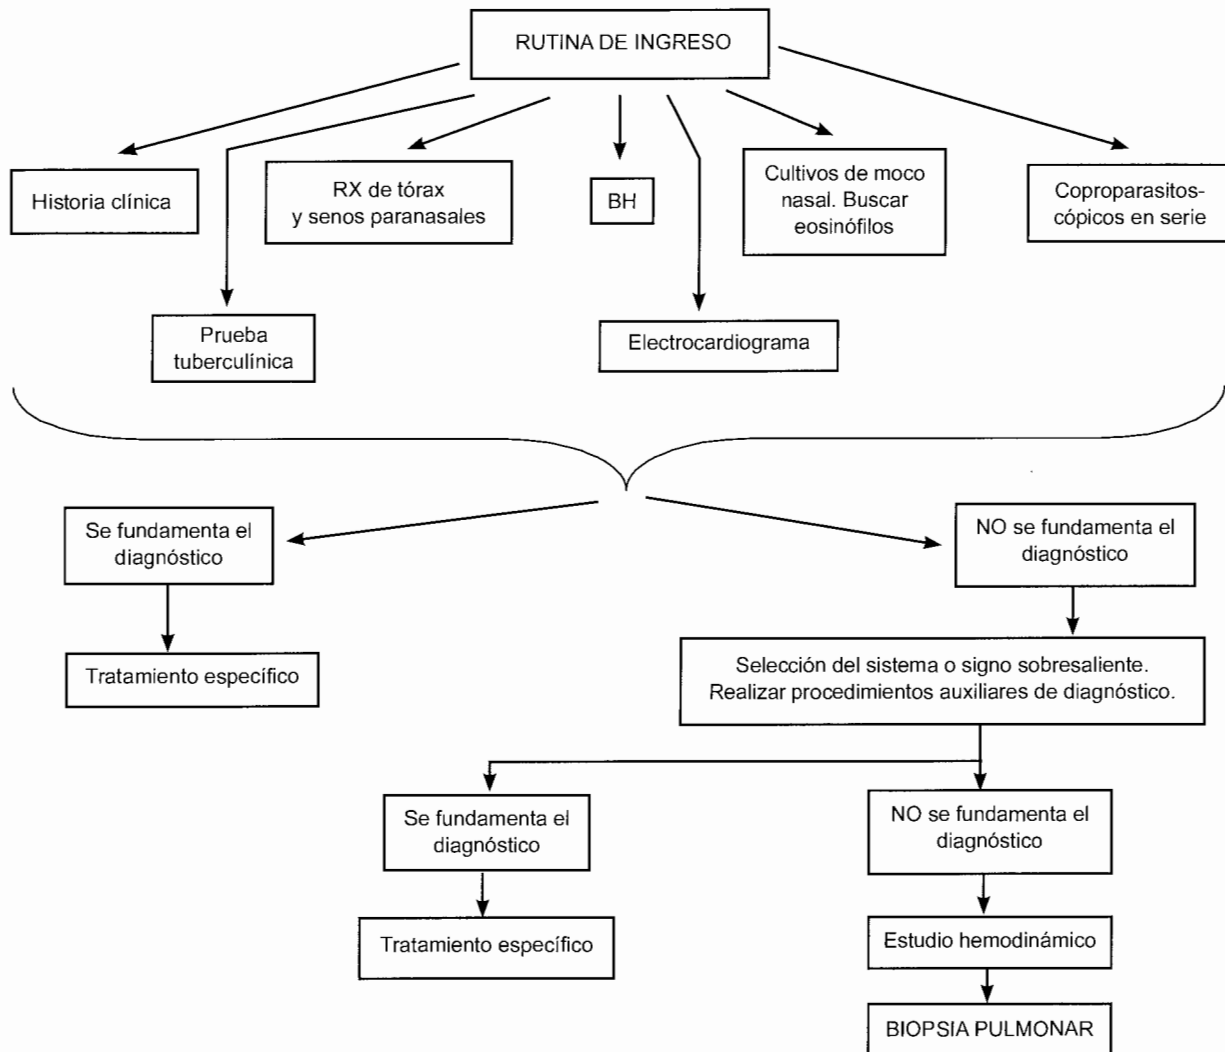 RUTINA DE INGRESO
Historia clínica
RX de tórax
y senos paranasales
BH
Cultivos de moco
nasal. Buscar
eosinófilos
Coproparasitos-
cópicos en serie
Prueba
tuberculínica
Electrocardiograma
Se fundamenta el
diagnóstico
NO se fundamenta el
diagnóstico
Tratamiento específico
Selección del sistema o signo sobresaliente.
Realizar procedimientos auxiliares de diagnóstico.
Se fundamenta el
diagnóstico
NO se fundamenta el
diagnóstico
Tratamiento específico
Estudio hemodinámico
BIOPSIA PULMONAR